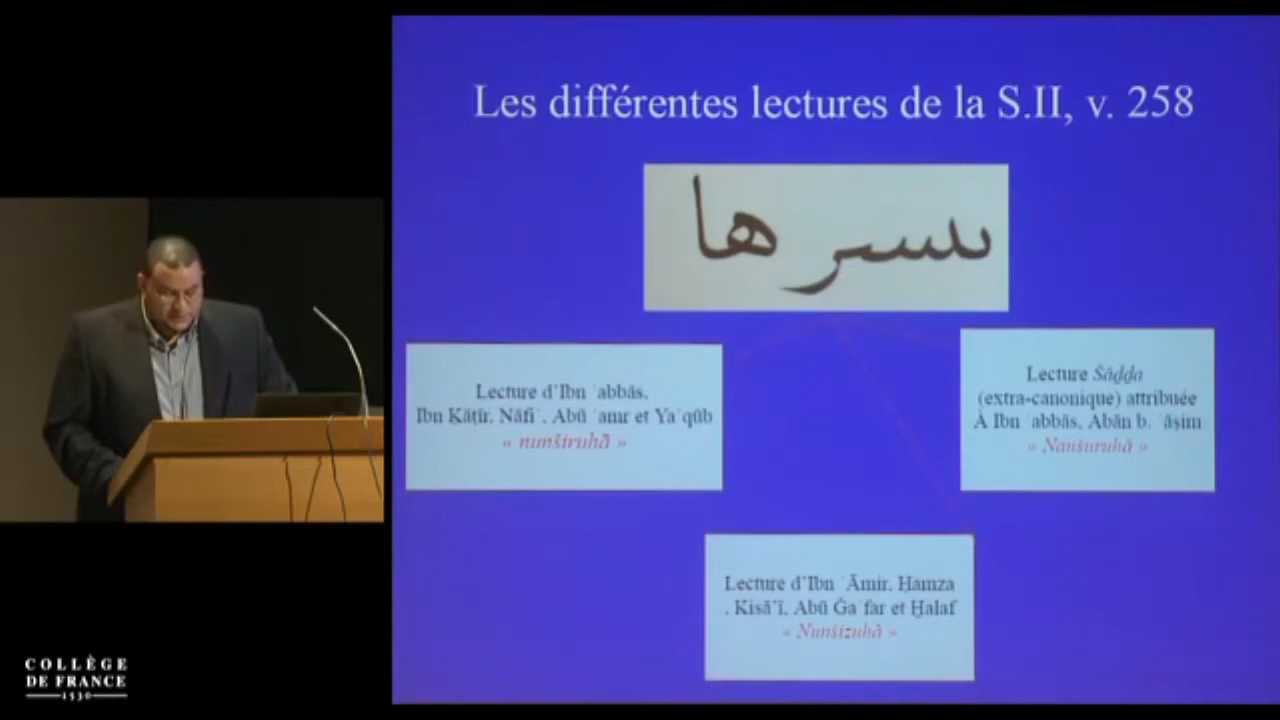 Les différentes lectures de la S.II, v. 258
ٮٮسرها
Lecture d'Ibn ʿabbās,
Ibn Kaṯīr, Nāfiʿ, Abū ʿamr et Yaʿqūb
« nunširuhā »
Lecture Šāḏḏa
(extra-canonique) attribuée
À Ibn ʿabbās, Abān b. ʿāṣim
« Nanšuruhā »
Lecture d'Ibn ʿĀmir, Ḥamza
, Kisāʾī, Abū Ǧaʿfar et Ḫalaf
« Nunšizuhā »
COLLÈGE
DE FRANCE
1530